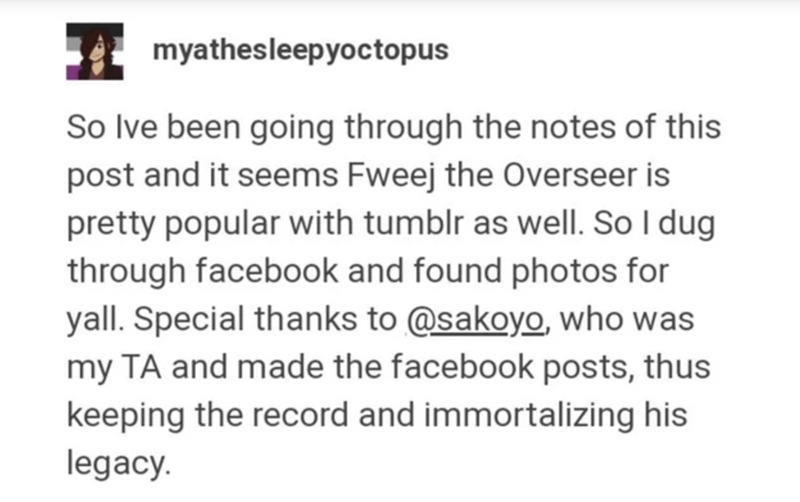 myathesleepyoctopus
So Ive been going through the notes of this
post and it seems Fweej the Overseer is
pretty popular with tumblr as well. So I dug
through facebook and found photos for
yall. Special thanks to @sakoyo, who was
my TA and made the facebook posts, thus
keeping the record and immortalizing his
legacy.